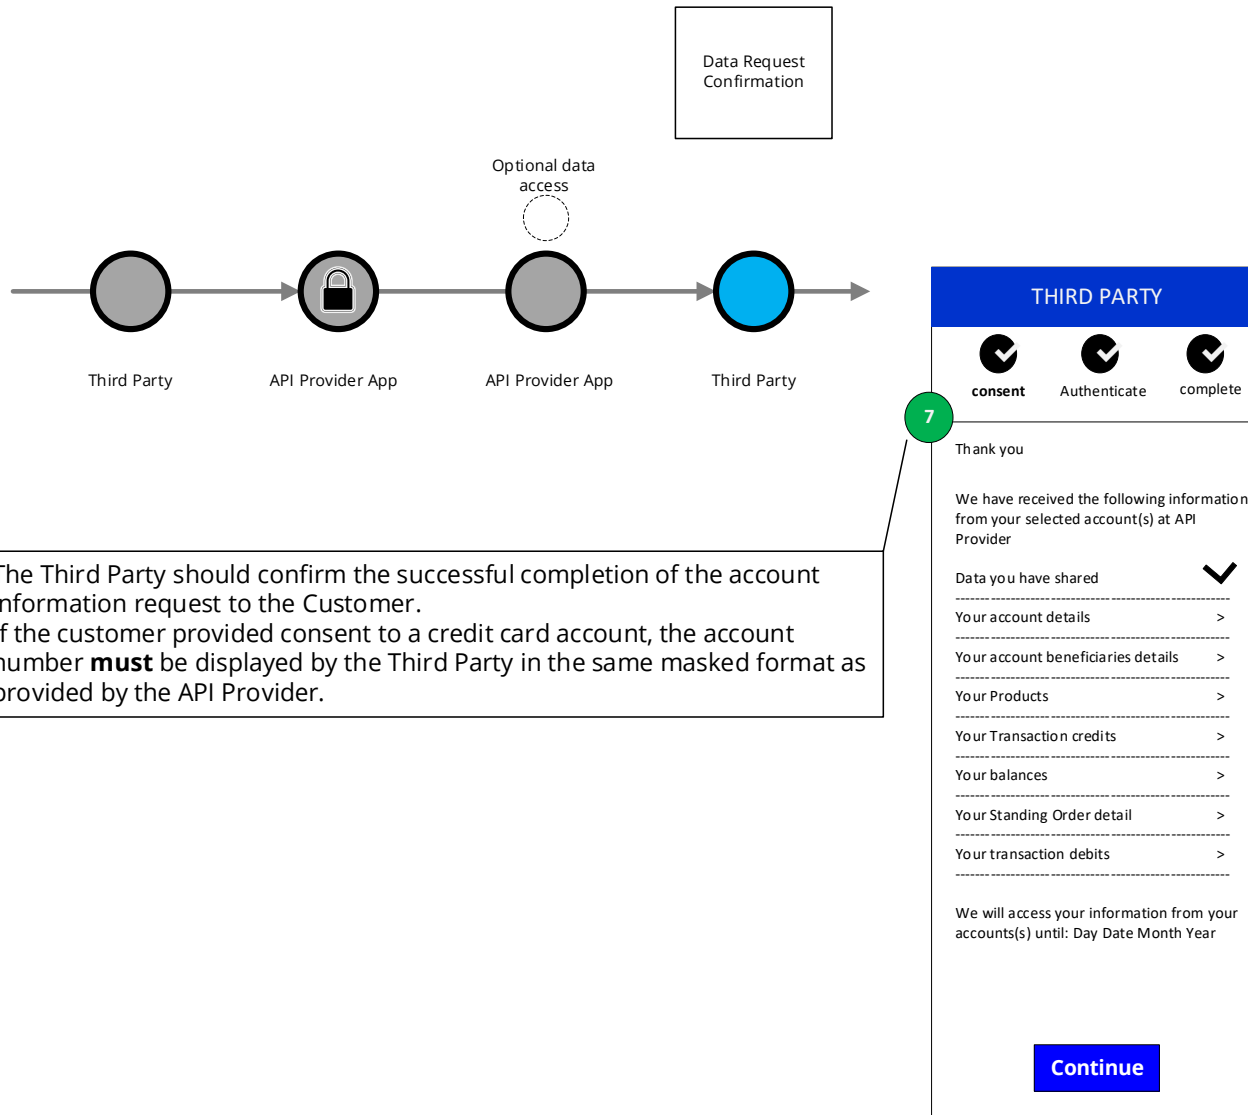 Data Request
Confirmation
Optional data
access
Third Party
API Provider App
API Provider App
Third Party
THIRD PARTY
consent
Authenticate
complete
7
Thank you
We have received the following information
from your selected account(s) at API
Provider
Data you have shared
Your account details >
Your account beneficiaries details >
Your Products >
Your Transaction credits >
Your balances >
Your Standing Order detail >
Your transaction debits >
We will access your information from your
accounts(s) until: Day Date Month Year
Continue
The Third Party should confirm the successful completion of the account
information request to the Customer.
If the customer provided consent to a credit card account, the account
number must be displayed by the Third Party in the same masked format as
provided by the API Provider.